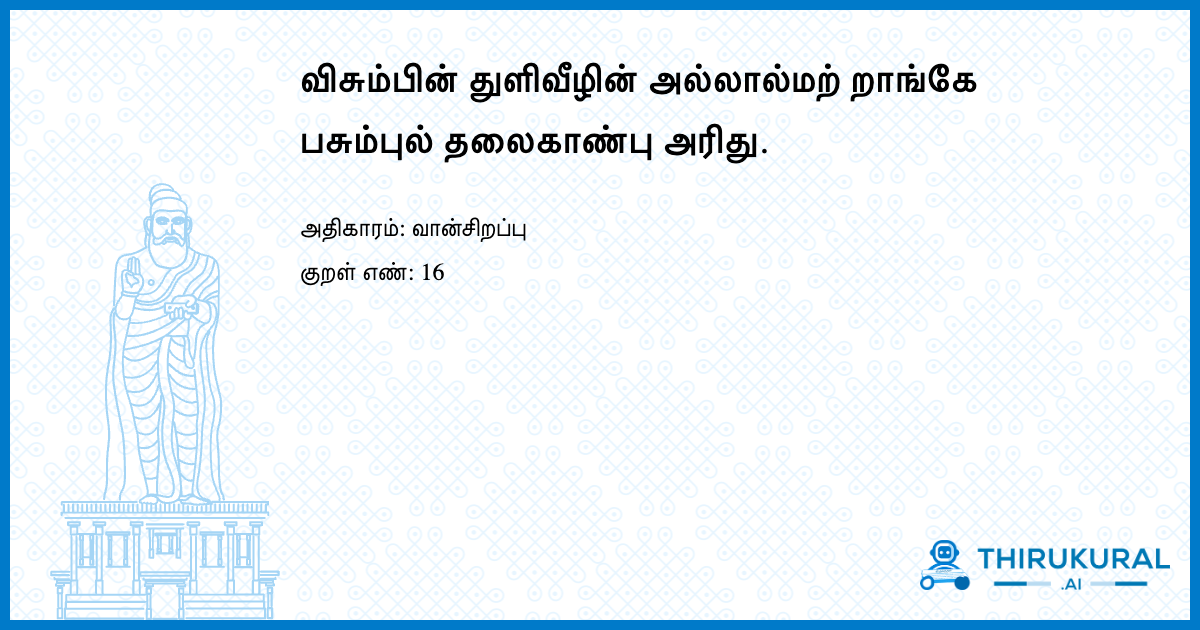 விசும்பின் துளிவீழின் அல்லால்மற் றாங்கே
பசும்புல் தலைகாண்பு அரிது.
அதிகாரம்: வான்சிறப்பு
குறள் எண்: 16
THIRUKURAL
.AI